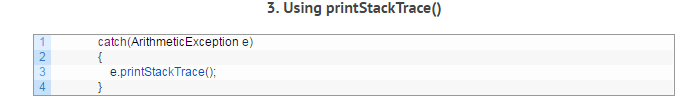 3. Using printStackTrace()
1 catch(ArithmeticException e)
2 {
3 e.printStackTrace();
4 }